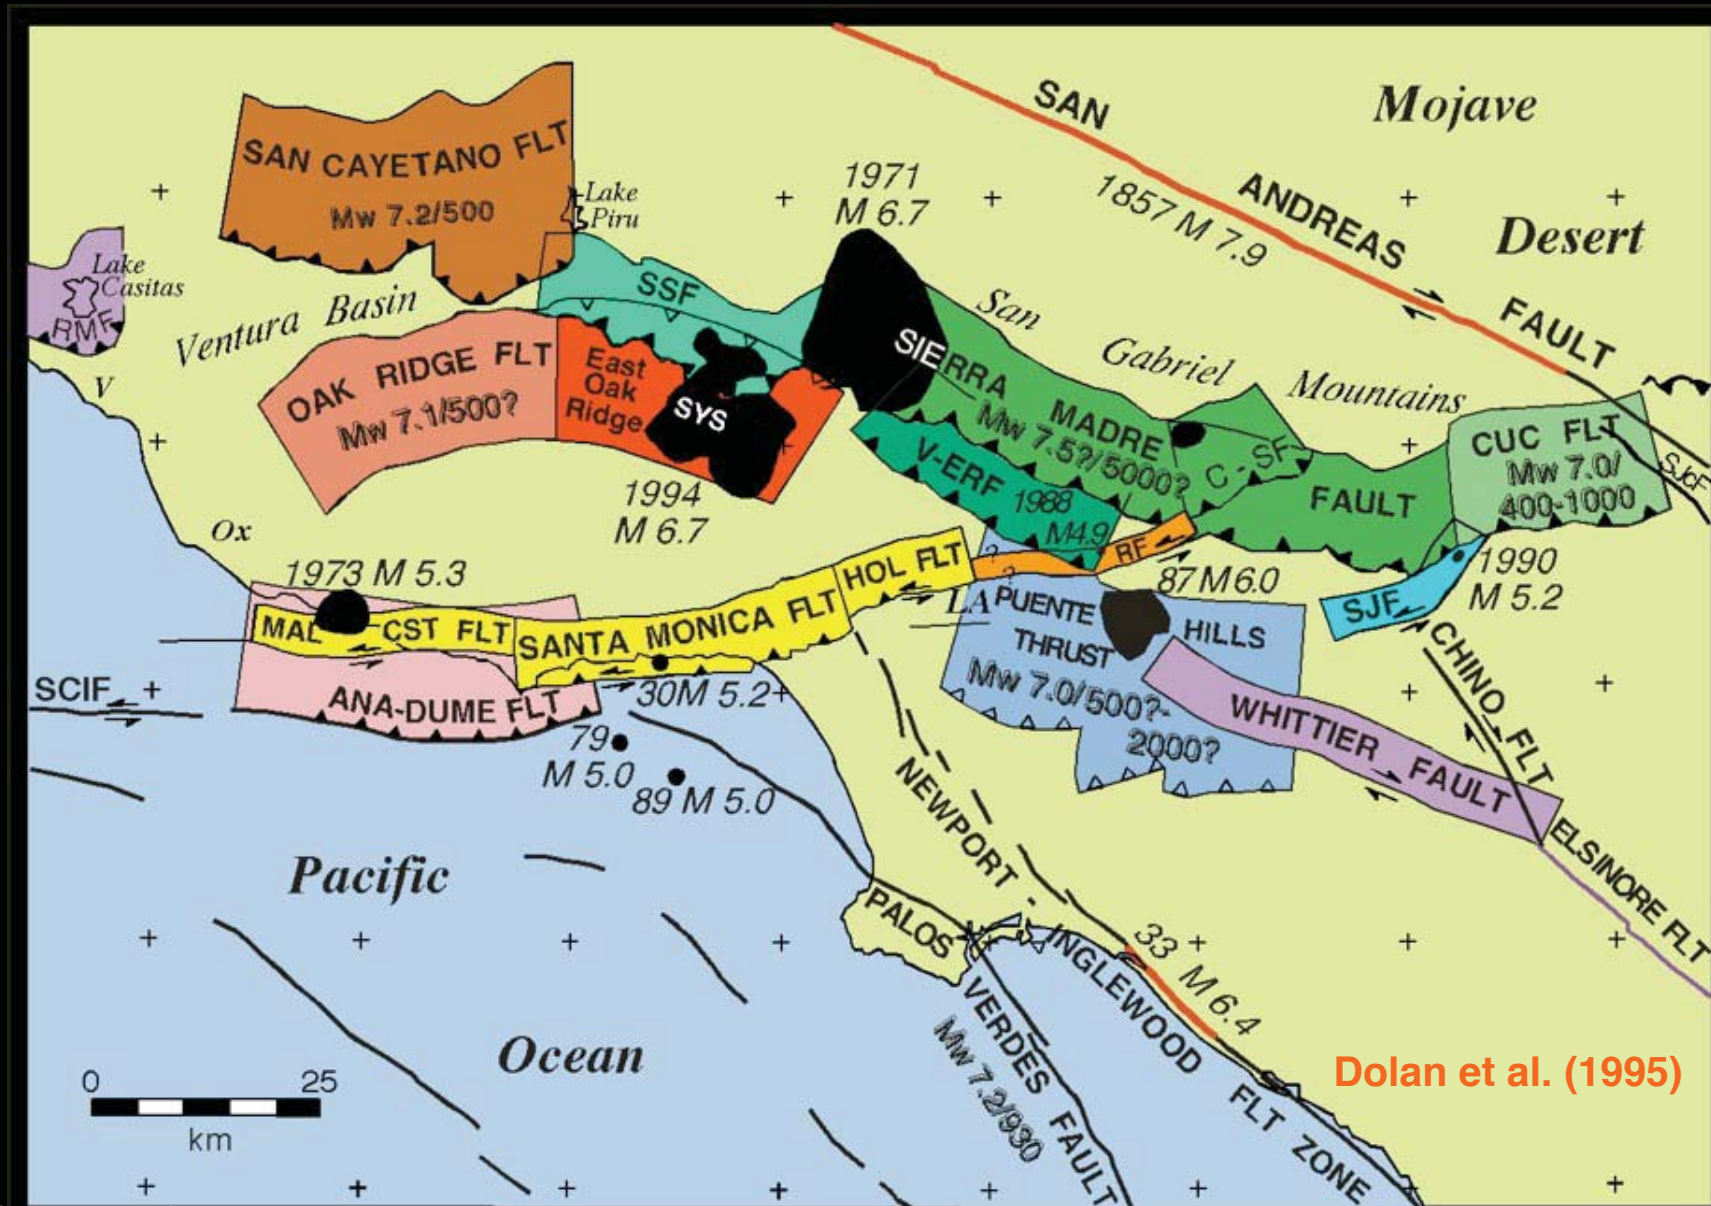 SAN
Mojave
SAN CAYETANO FLT
Mw 7.2/500
Lake
Piru
1971
M 6.7
1857 M 7.9
ANDREAS
Desert
FAULT
Lake
Casitas
RMF
Ventura Basin
SSF
San
Gabriel
Mountains
V
OAK RIDGE FLT
Mw 7.1/500?
East
Oak
Ridge
SYS
SIERRA
MADRE
FAULT
Mw 7.5?/5000?
C - SF
CUC FLT
Mw 7.0/
400-1000
SJcF
V-ERF
1988
M4.9
1994
M 6.7
Ox
1973 M 5.3
HOL FLT
?
?
RF
87 M 6.0
1990
M 5.2
SJF
MAL CST FLT
SANTA MONICA FLT
LA
PUENTE HILLS
THRUST
Mw 7.0/500?-
2000?
CHINO FLT
SCIF
ANA-DUME FLT
30M 5.2
WHITTIER FAULT
79
M 5.0
89 M 5.0
NEWPORT -
INGLEWOOD
FLT ZONE
ELSINORE FLT
Pacific
Ocean
PALOS
VERDES FAULT
Mw 7.2/930
33 M 6.4
Dolan et al. (1995)
0 25
km